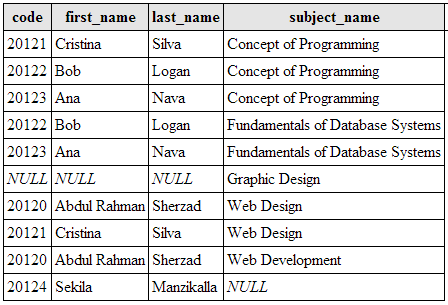 code first_name last_name subject_name
20121 Cristina Silva Concept of Programming
20122 Bob Logan Concept of Programming
20123 Ana Nava Concept of Programming
20122 Bob Logan Fundamentals of Database Systems
20123 Ana Nava Fundamentals of Database Systems
NULL NULL NULL Graphic Design
20120 Abdul Rahman Sherzad Web Design
20121 Cristina Silva Web Design
20120 Abdul Rahman Sherzad Web Development
20124 Sekila Manzikalla NULL